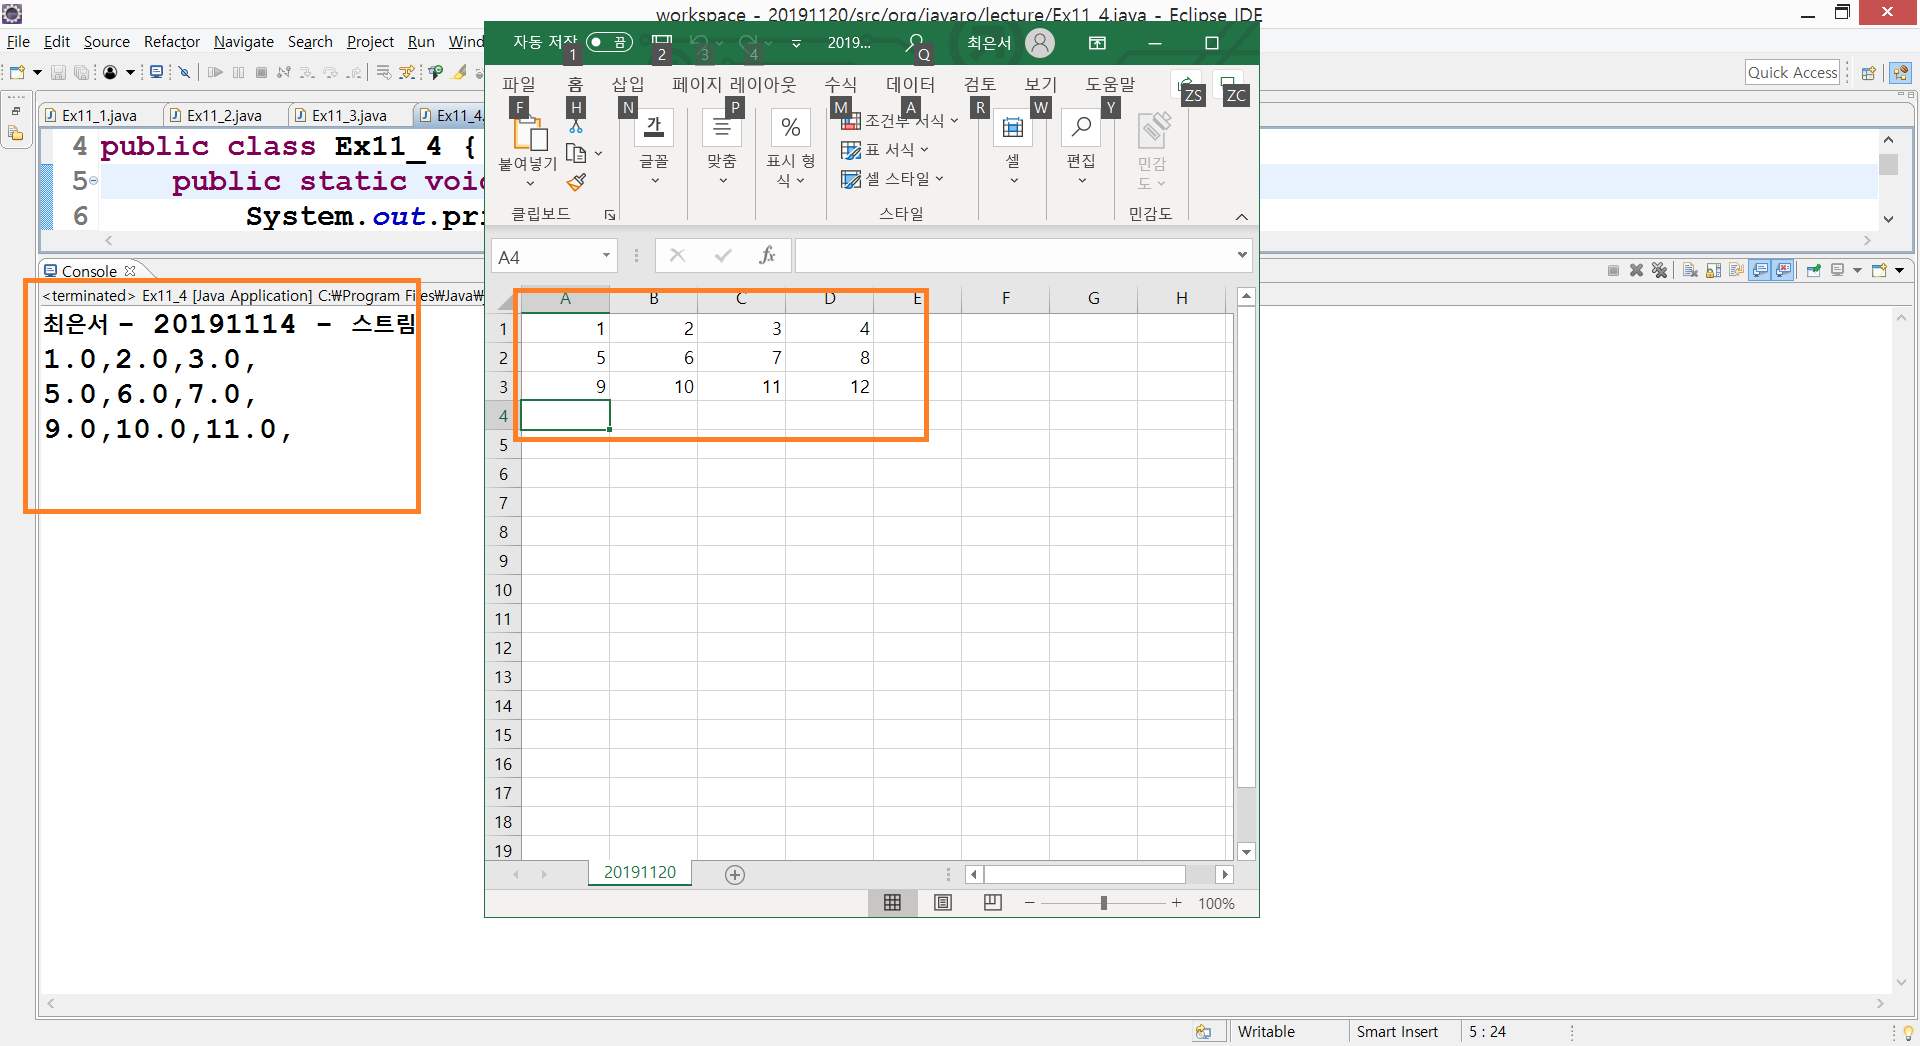 workspace - 20191120/src/org/javaro/lecture/Ex11_4.java - Eclipse IDE
File Edit Source Refactor Navigate Search Project Run Wind
Quick Access
Ex11_1.java Ex11_2.java Ex11_3.java Ex11_4.
4 public class Ex11_4 {
5 public static voi
6 System.out.pri
Console
<terminated> Ex11_4 [Java Application] C:￦Program Files￦Java￦
최은서 - 20191114 - 스트림
1.0,2.0,3.0,
5.0,6.0,7.0,
9.0,10.0,11.0,
자동 저장 끔 2019... 최은서
1 2 3 4 Q
파일 홈 삽입 페이지 레이아웃 수식 데이터 검토 보기 도움말
F H N P M A R W Y ZS ZC
붙여넣기
클립보드
가
글꼴
맞춤
%
표시 형
식
조건부 서식
표 서식
셀 스타일
스타일
셀
편집
민감
도
민감도
A4 fx
A B C D E F G H
1 1 2 3 4
2 5 6 7 8
3 9 10 11 12
4
5
6
7
8
9
10
11
12
13
14
15
16
17
18
19
20191120
100%
Writable Smart Insert 5 : 24